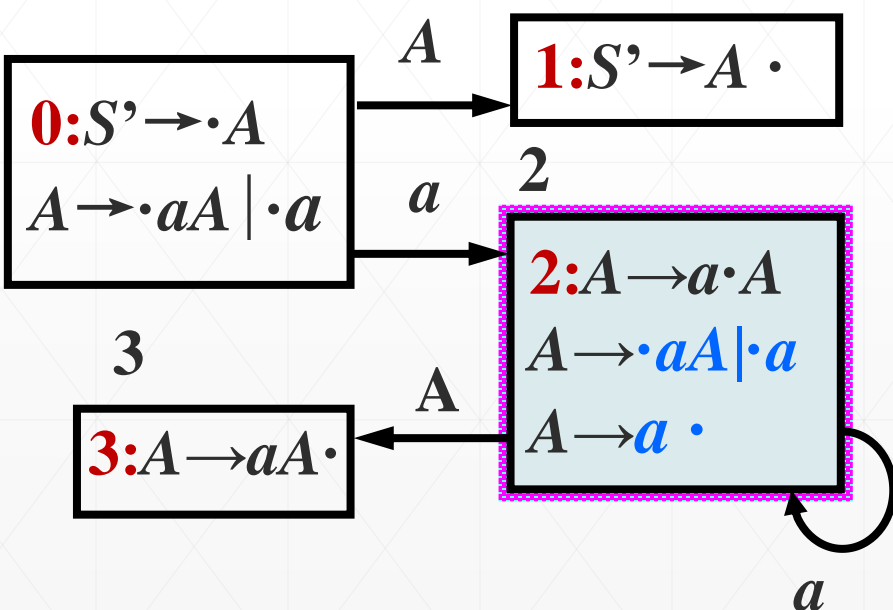 A
1:S’→A ·
0:S’→·A
A→·aA|·a
a
2
2:A→a·A
A→·aA|·a
A→a ·
3
A
3:A→aA·
a